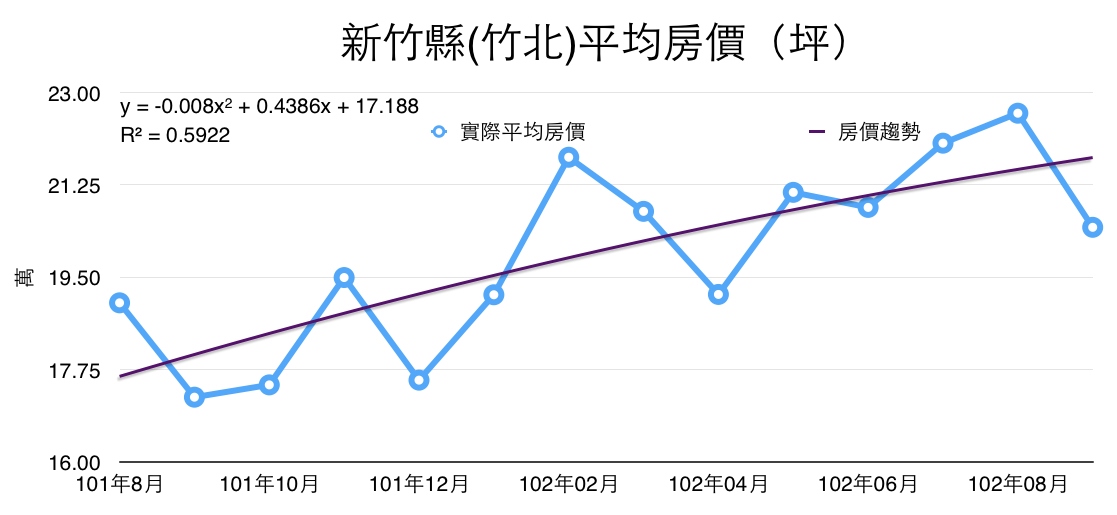 新竹縣(竹北)平均房價（坪）
y = -0.008x² + 0.4386x + 17.188
R² = 0.5922
實際平均房價
房價趨勢
萬
23.00
21.25
19.50
17.75
16.00
101年8月
101年10月
101年12月
102年02月
102年04月
102年06月
102年08月